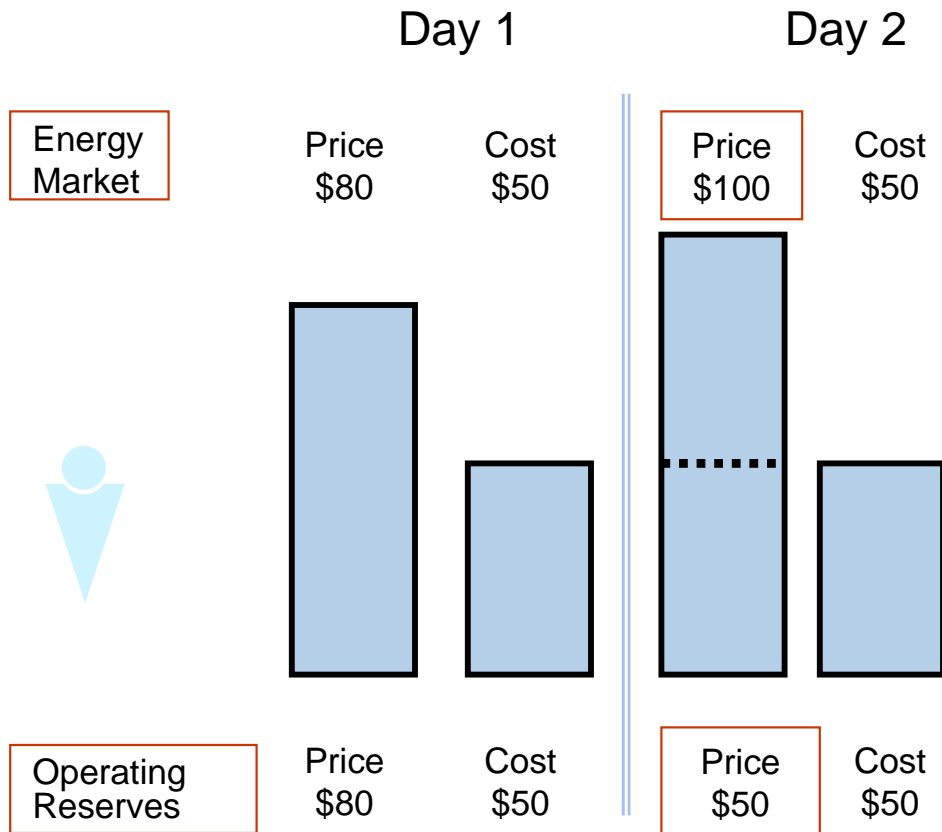 Day 1
Day 2
Energy
Market
Price
$80
Cost
$50
Price
$100
Cost
$50
Operating
Reserves
Price
$80
Cost
$50
Price
$50
Cost
$50